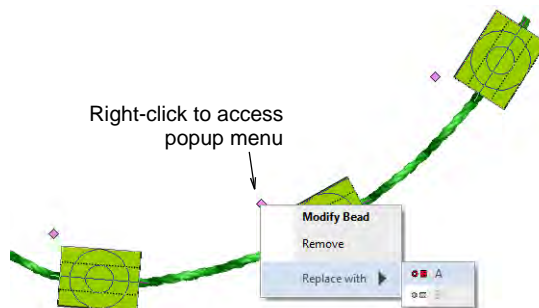 Right-click to access
popup menu
Modify Bead
Remove
Replace with
A